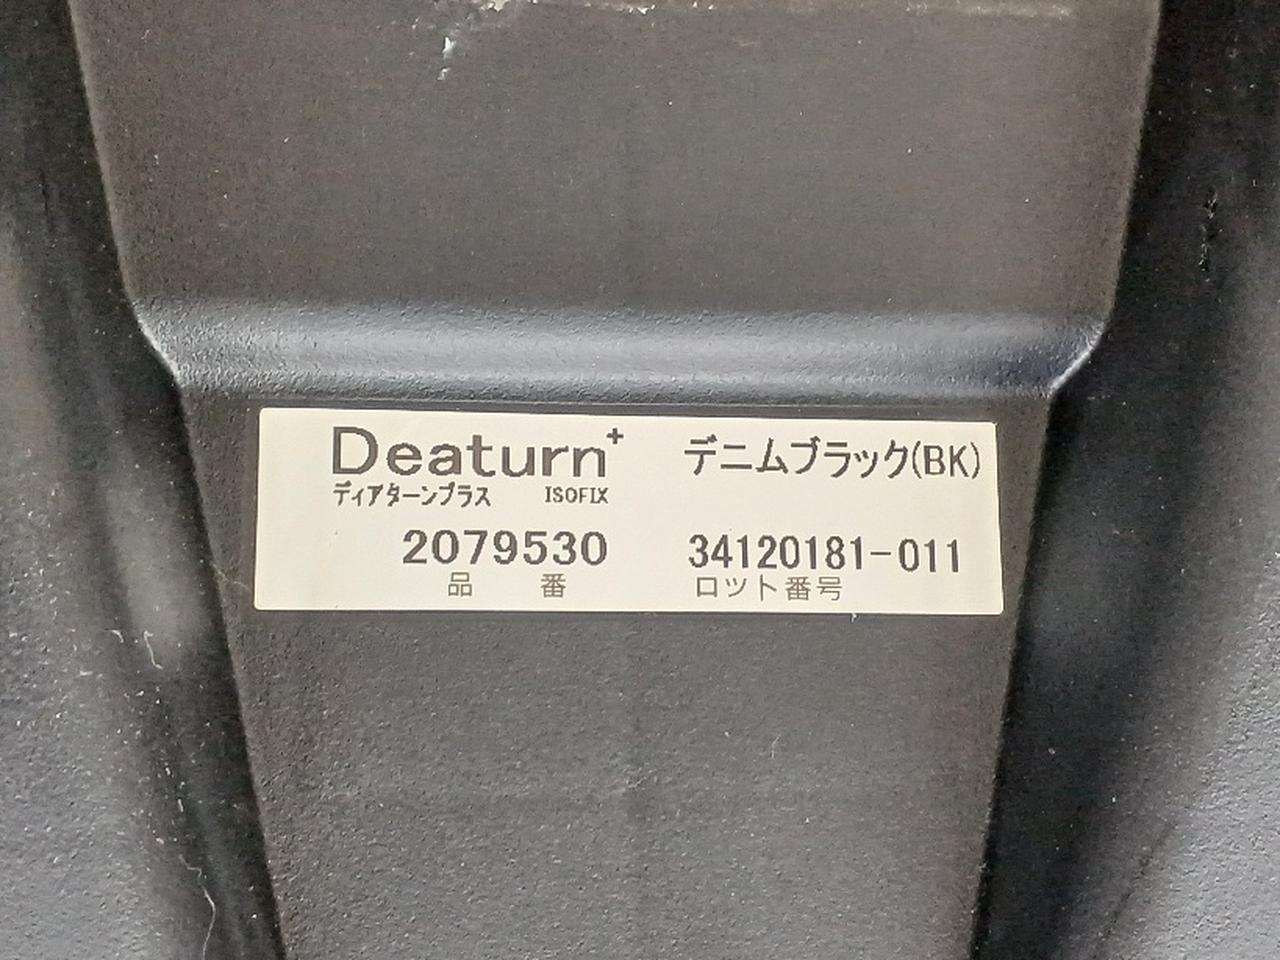 Deaturn+ デニムブラック(BK)
ディアターンプラス ISOFIX
2079530 34120181-011
品 番 ロット番号